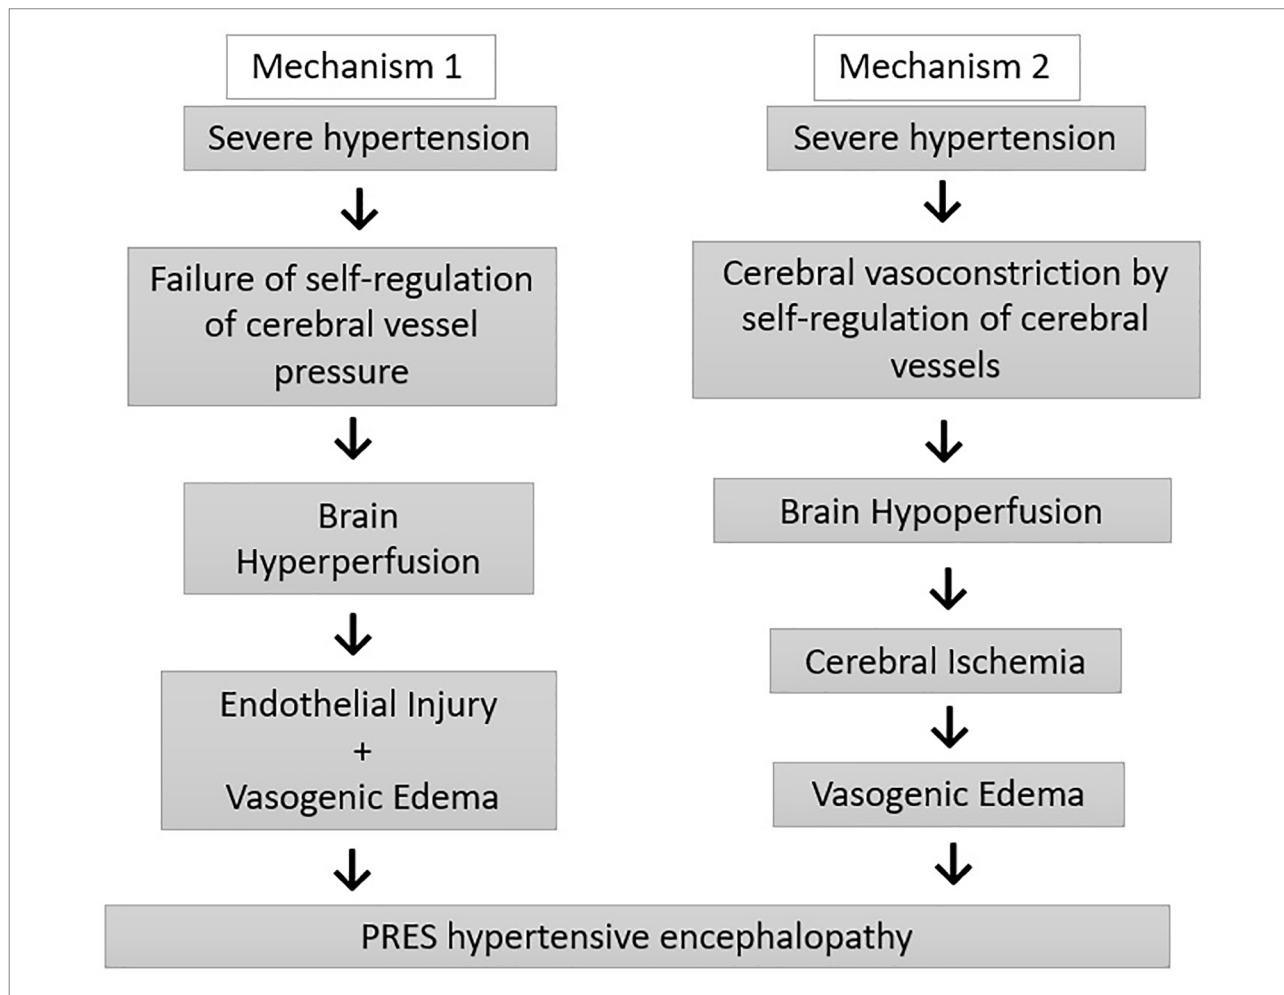 Mechanism 1
Severe hypertension
Failure of self-regulation
of cerebral vessel
pressure
Brain
Hyperperfusion
Endothelial Injury
+
Vasogenic Edema
Mechanism 2
Severe hypertension
Cerebral vasoconstriction by
self-regulation of cerebral
vessels
Brain Hypoperfusion
Cerebral Ischemia
Vasogenic Edema
PRES hypertensive encephalopathy